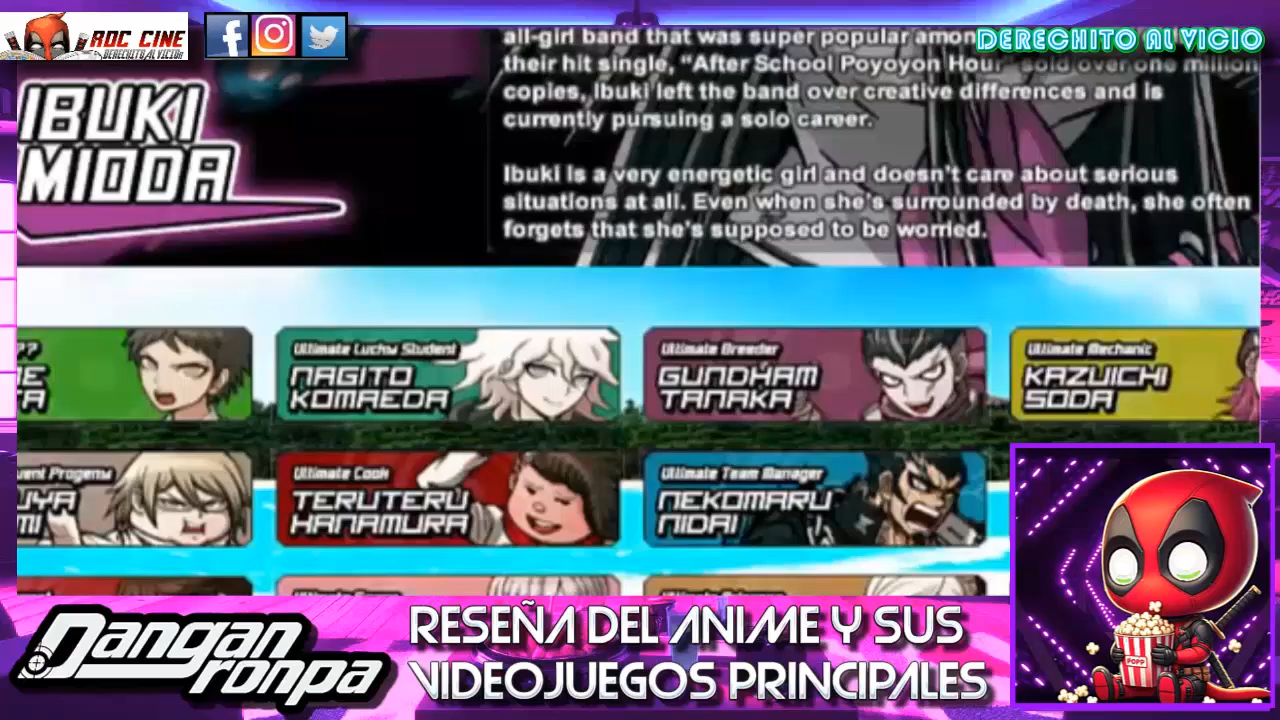 ROC CINE
DERECHITO AL VICIO
DERECHITO AL VICIO
all-girl band that was super popular
their hit single, "After School Poyoyon Hour" sold over one million
copies, Ibuki left the band over creative differences and is
currently pursuing a solo career.
Ibuki is a very energetic girl and doesn't care about serious
situations at all. Even when she's surrounded by death, she often
forgets that she's supposed to be worried.
IBUKI
MIODA
Ultimate Lucky Student
NAGITO
KOMAEDA
Ultimate Breeder
GUNDHAM
TANAKA
Ultimate Mechanic
KAZUICHI
SODA
Ultimate Cook
TERUTERU
HANAMURA
Ultimate Team Manager
NEKOMARU
NIDAI
Danganronpa
RESEÑA DEL ANIME Y SUS
VIDEOJUEGOS PRINCIPALES
POPP